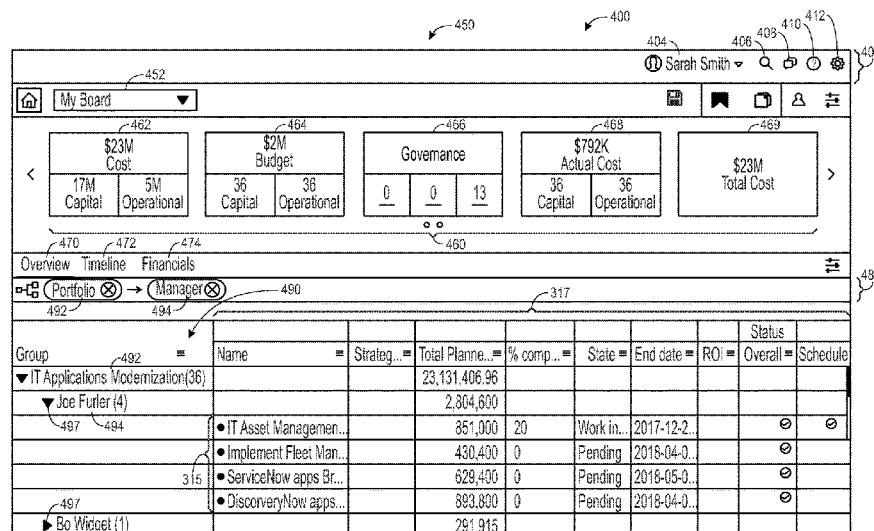 450
400
404
406
408
410
412
40
Sarah Smith
452
My Board
462
464
466
468
469
$23M
Cost
17M
Capital
5M
Operational
$2M
Budget
36
Capital
36
Operational
Governance
0
0
13
$792K
Actual Cost
36
Capital
36
Operational
$23M
Total Cost
460
470
472
474
Overview Timeline Financials
48
Portfolio → Manager
492
494
490
317
Status
Group Name Strateg... Total Planne... % comp... State End date ROI Overall Schedule
492
IT Applications Modernization(36) 23,131,406.96
Joe Furler (4) 2,804,600
497
494
IT Asset Managemen... 851,000 20 Work in... 2017-12-2...
Implement Fleet Man... 430,400 0 Pending 2018-04-0...
315
ServiceNow apps Br... 629,400 0 Pending 2018-05-0...
DiscorveryNow apps... 893,800 0 Pending 2018-04-0...
497
Bo Widget (1) 291,915